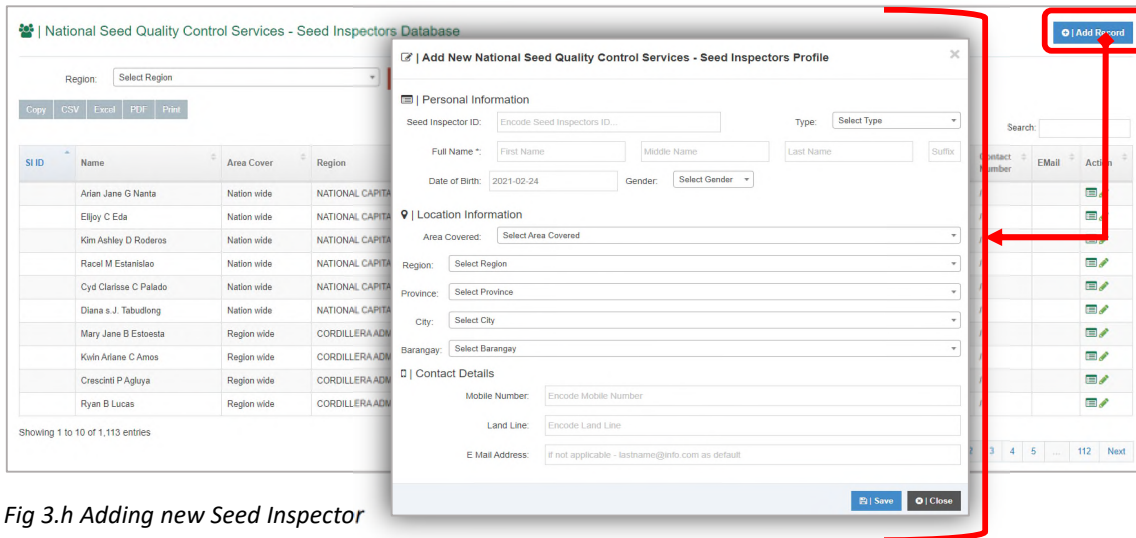 | National Seed Quality Control Services - Seed Inspectors Database
| Add Record
Region: Select Region
Copy CSV Excel PDF Print
Search:
SI ID Name Area Cover Region Contact Number EMail Action
Arian Jane G Nanta Nation wide NATIONAL CAPITA
Elijoy C Eda Nation wide NATIONAL CAPITA
Kim Ashley D Roderos Nation wide NATIONAL CAPITA
Racel M Estanislao Nation wide NATIONAL CAPITA
Cyd Clarisse C Palado Nation wide NATIONAL CAPITA
Diana s.J. Tabudlong Nation wide NATIONAL CAPITA
Mary Jane B Estoesta Region wide CORDILLERA ADM
Kwin Ariane C Amos Region wide CORDILLERA ADM
Crescinti P Agluya Region wide CORDILLERA ADM
Ryan B Lucas Region wide CORDILLERA ADM
Showing 1 to 10 of 1,113 entries
3 4 5 ... 112 Next
| Add New National Seed Quality Control Services - Seed Inspectors Profile
| Personal Information
Seed Inspector ID: Encode Seed Inspectors ID... Type: Select Type
Full Name *: First Name Middle Name Last Name Suffix
Date of Birth: 2021-02-24 Gender: Select Gender
| Location Information
Area Covered: Select Area Covered
Region: Select Region
Province: Select Province
City: Select City
Barangay: Select Barangay
| Contact Details
Mobile Number: Encode Mobile Number
Land Line: Encode Land Line
E Mail Address: if not applicable - lastname@info.com as default
| Save | Close
Fig 3.h Adding new Seed Inspector